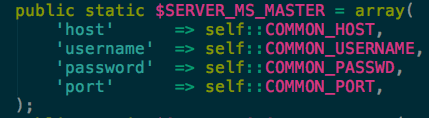 public static $SERVER_MS_MASTER = array(
    'host'      => self::COMMON_HOST,
    'username'  => self::COMMON_USERNAME,
    'password'  => self::COMMON_PASSWD,
    'port'      => self::COMMON_PORT,
);